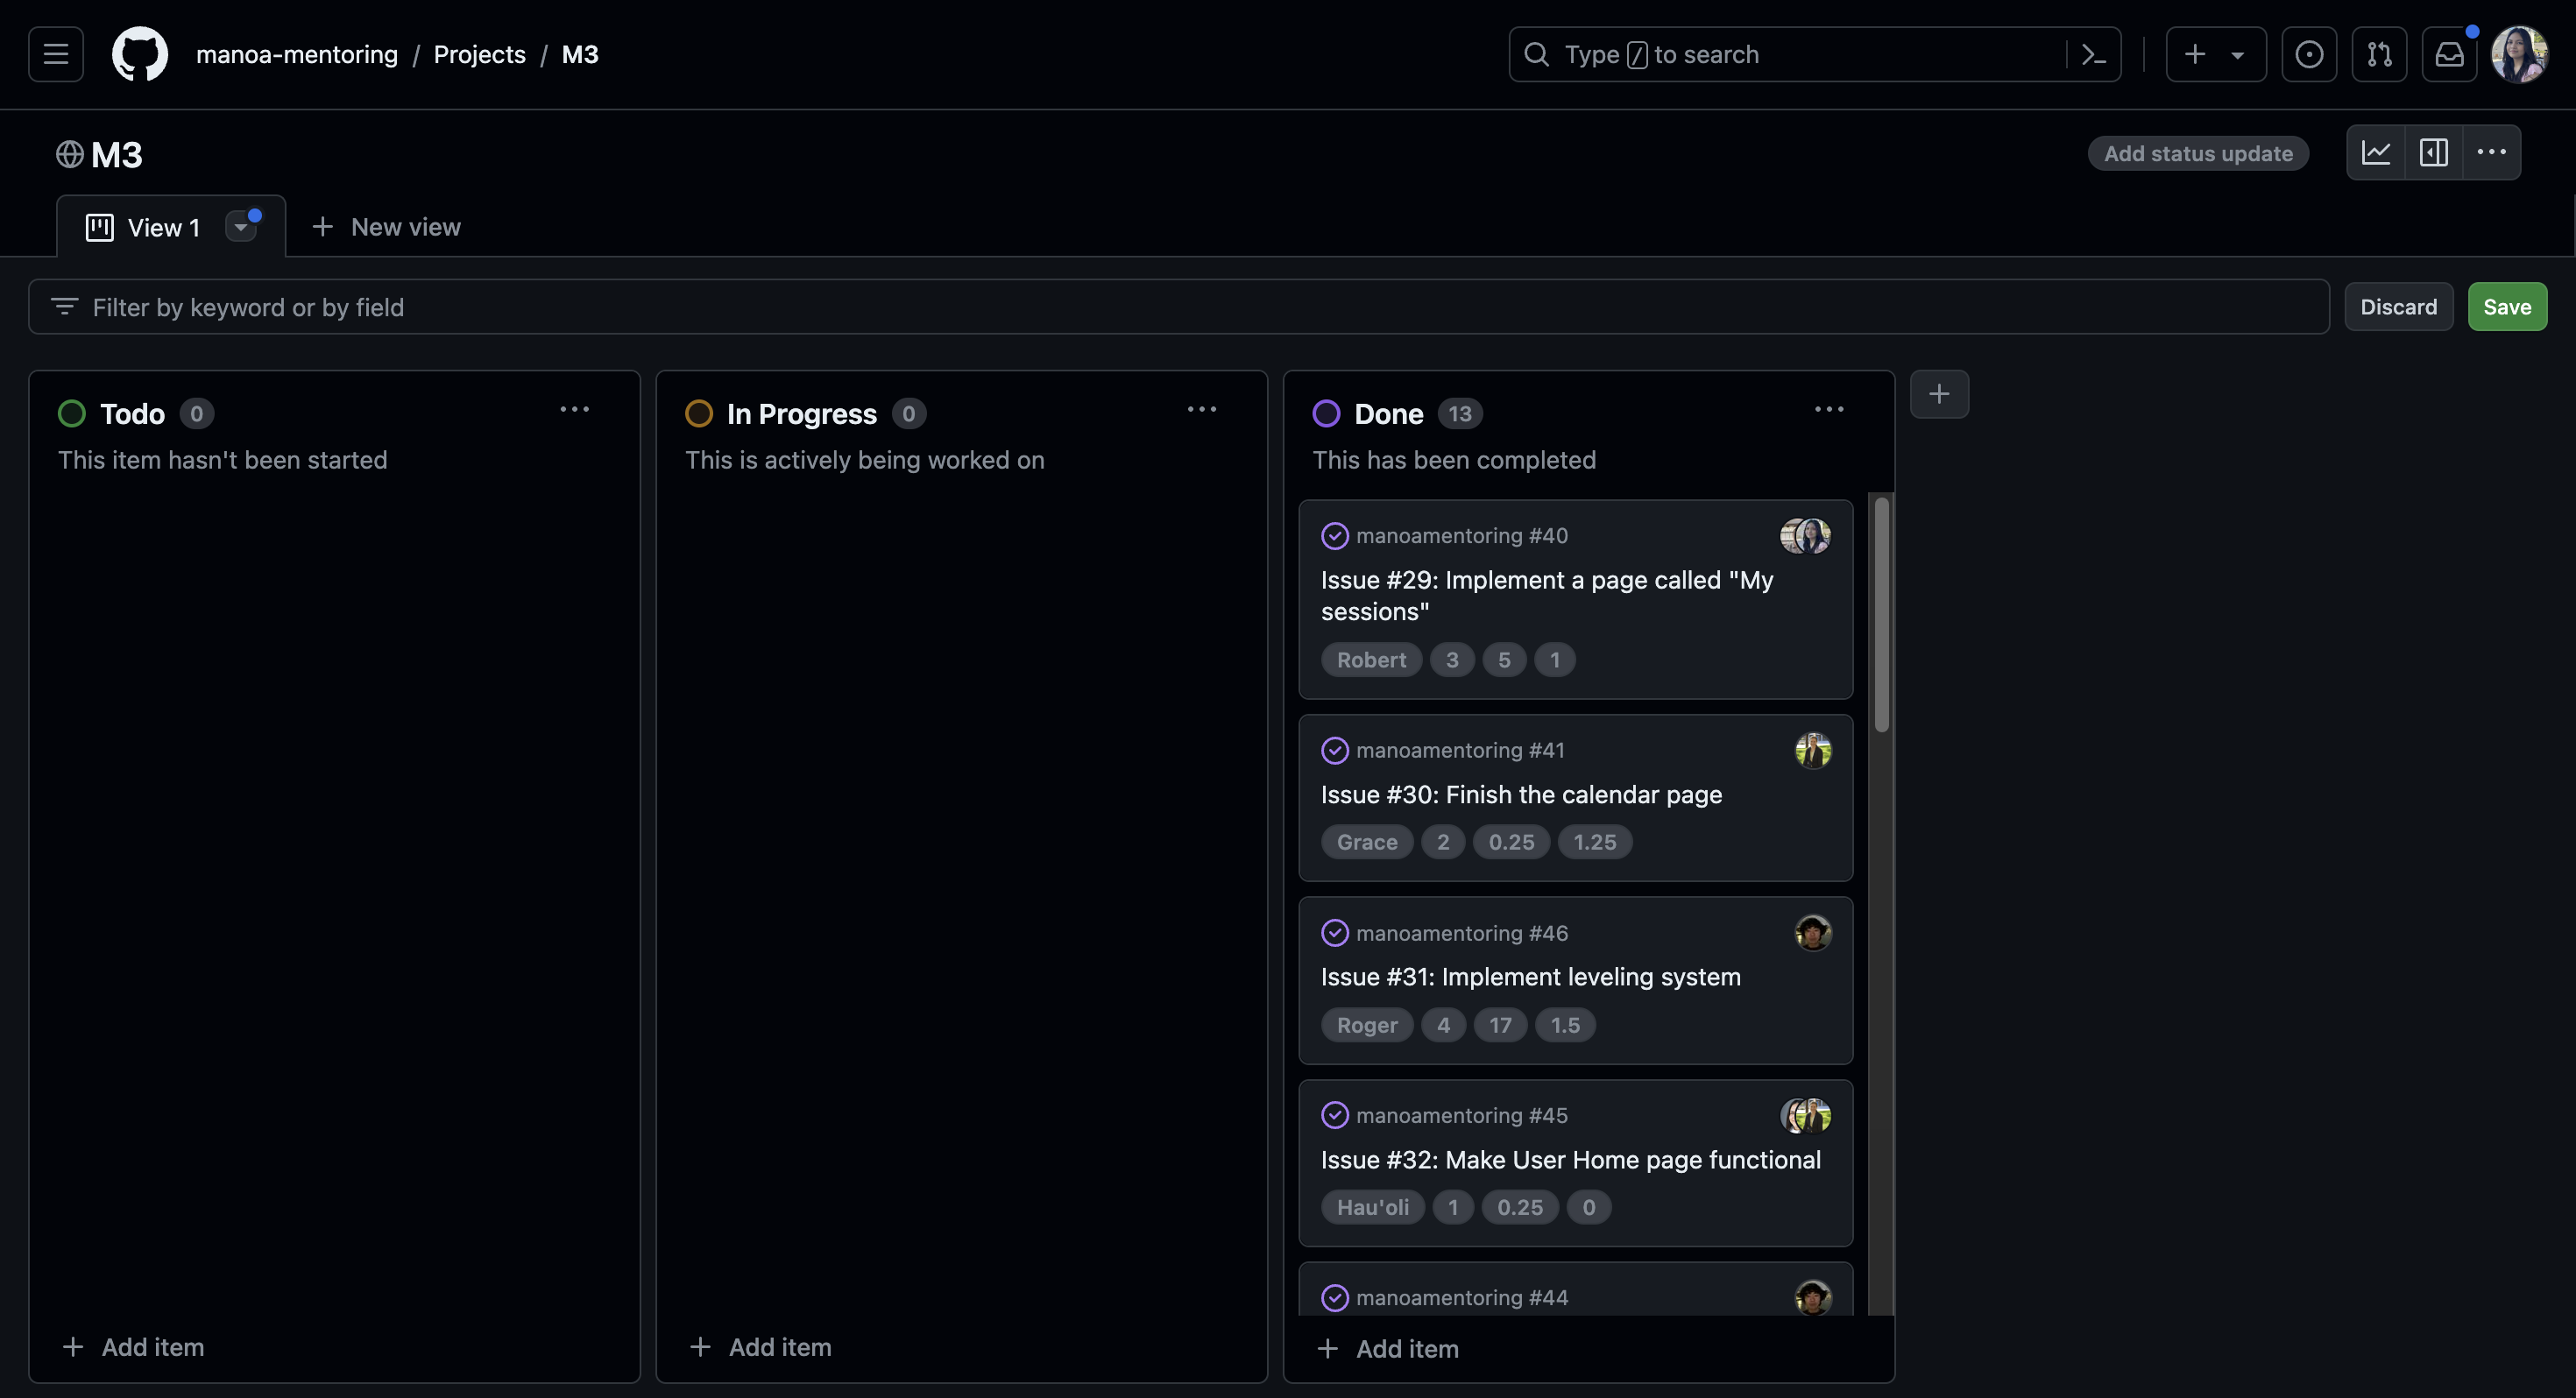 manoa-mentoring / Projects / M3
Type / to search
M3
Add status update
View 1
New view
Filter by keyword or by field
Discard
Save
Todo 0
This item hasn't been started
Add item
In Progress 0
This is actively being worked on
Add item
Done 13
This has been completed
manoamentoring #40
Issue #29: Implement a page called "My
sessions"
Robert 3 5 1
manoamentoring #41
Issue #30: Finish the calendar page
Grace 2 0.25 1.25
manoamentoring #46
Issue #31: Implement leveling system
Roger 4 17 1.5
manoamentoring #45
Issue #32: Make User Home page functional
Hau'oli 1 0.25 0
manoamentoring #44
Add item